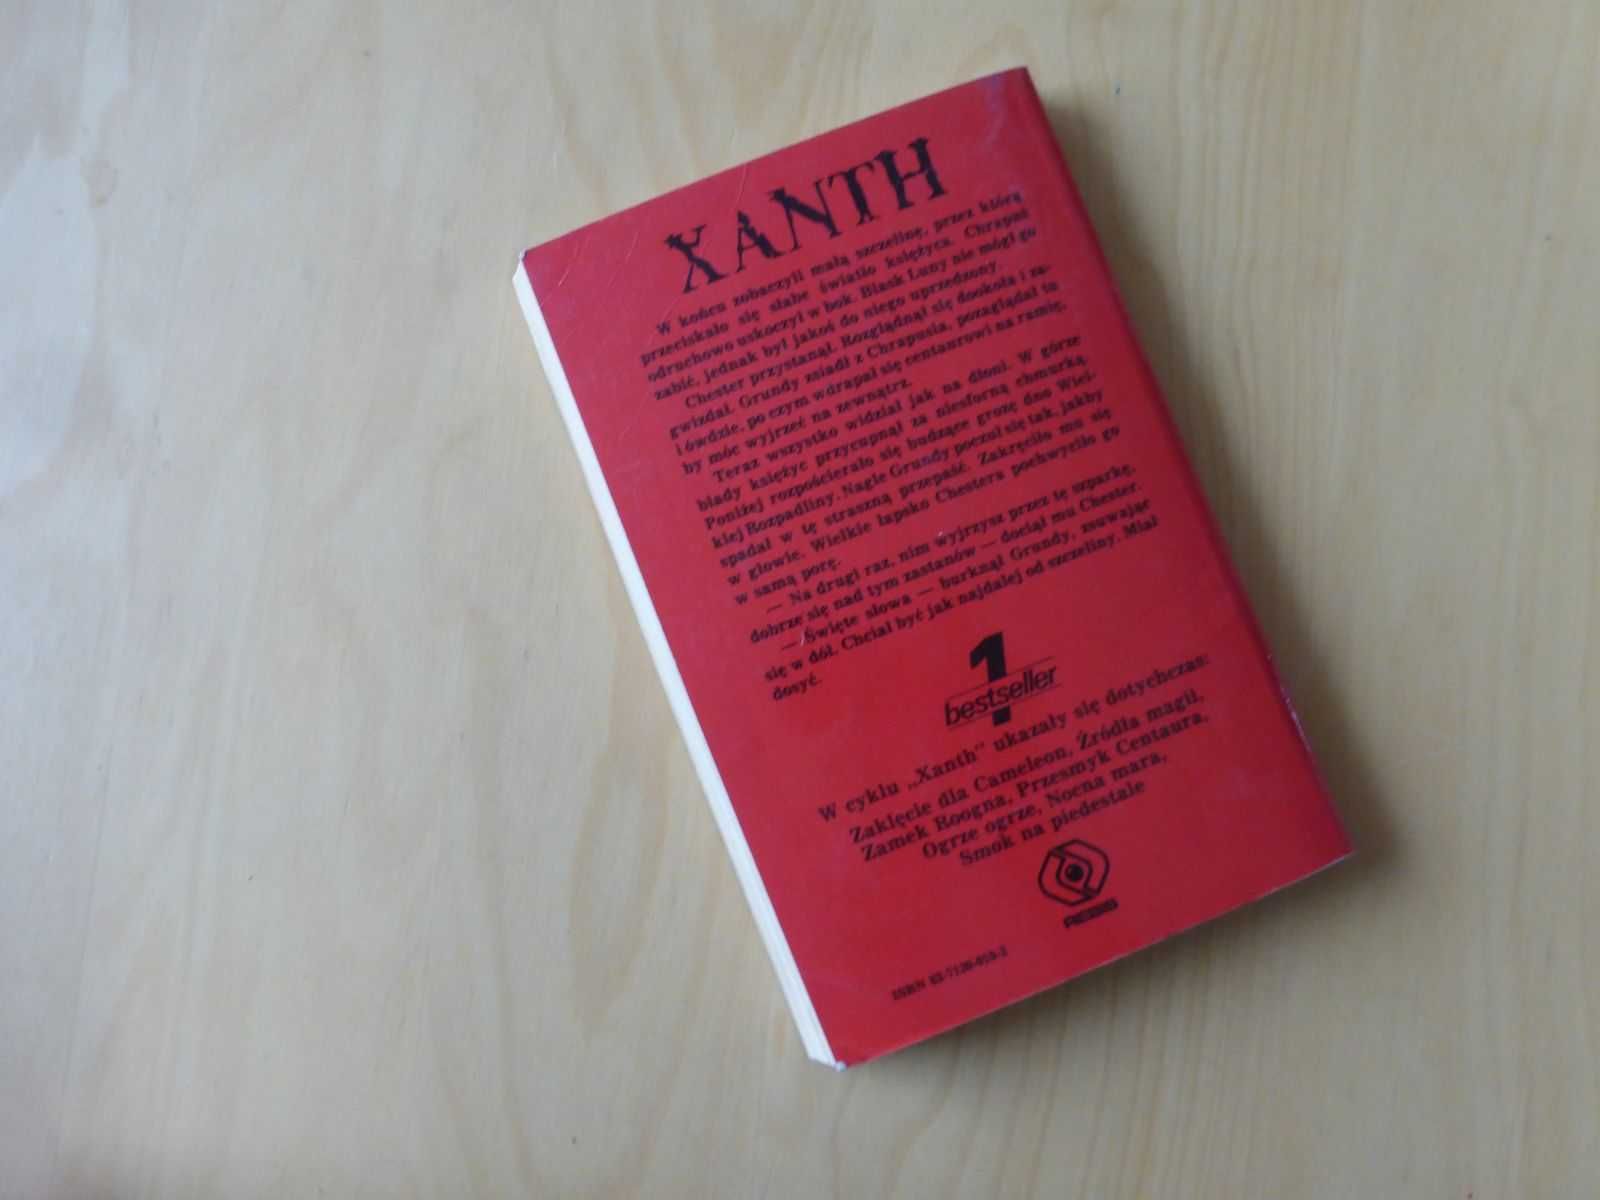 XANTH
W końcu zobaczyli małą szczelinę, przez którą
przeciskało się słabe światło księżyca. Chrapuś
odruchowo uskoczył w bok. Blask Luny nie mógł go
zabić, jednak był jakoś do niego uprzedzony.
Chester przystanął. Rozglądnął się dookoła i za-
gwizdał. Grundy zsiadł z Chrapusia, pozaglądał tu
i ówdzie, po czym wdrapał się centaurowi na ramię,
by móc wyjrzeć na zewnątrz.
Teraz wszystko widział jak na dłoni. W górze
blady księżyc przycupnął za niesforną chmurką.
Poniżej rozpościerało się budzące grozę dno Wiel-
kiej Rozpadliny. Nagle Grundy poczuł się tak, jakby
spadał w tę straszną przepaść. Zakręciło mu się
w głowie. Wielkie łapsko Chestera pochwyciło go
w samą porę.
— Na drugi raz, nim wyjrzysz przez tę szparkę,
dobrze się nad tym zastanów — dociął mu Chester.
— Święte słowa — burknął Grundy, zsuwając
się w dół. Chciał być jak najdalej od szczeliny. Miał
dosyć.
1
bestseller
W cyklu „Xanth" ukazały się dotychczas:
Zaklęcie dla Cameleon, Źródła magii,
Zamek Roogna, Przesmyk Centaura,
Ogrze ogrze, Nocna mara,
Smok na piedestale
REBIS
ISBN 83-7120-